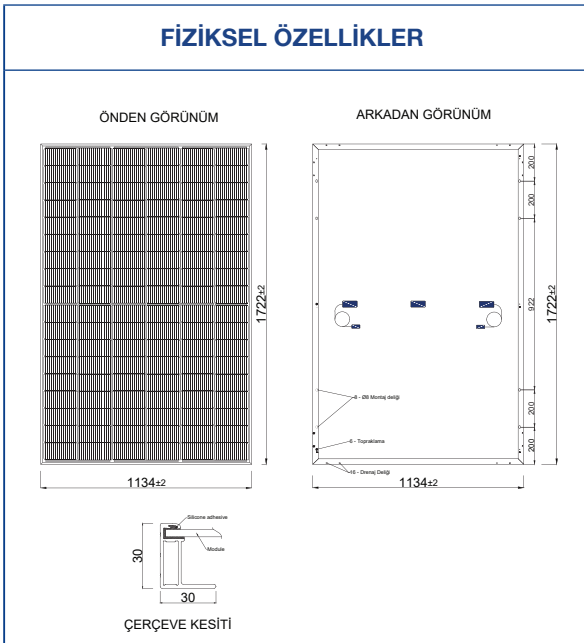 FİZİKSEL ÖZELLİKLER
ÖNDEN GÖRÜNÜM
1722±2
1134±2
ARKADAN GÖRÜNÜM
200
200
922
200
200
1722±2
8 - Ø8 Montaj deliği
6 - Topraklama
16 - Drenaj Deliği
1134±2
Silicone adhesive
Module
30
30
ÇERÇEVE KESİTİ